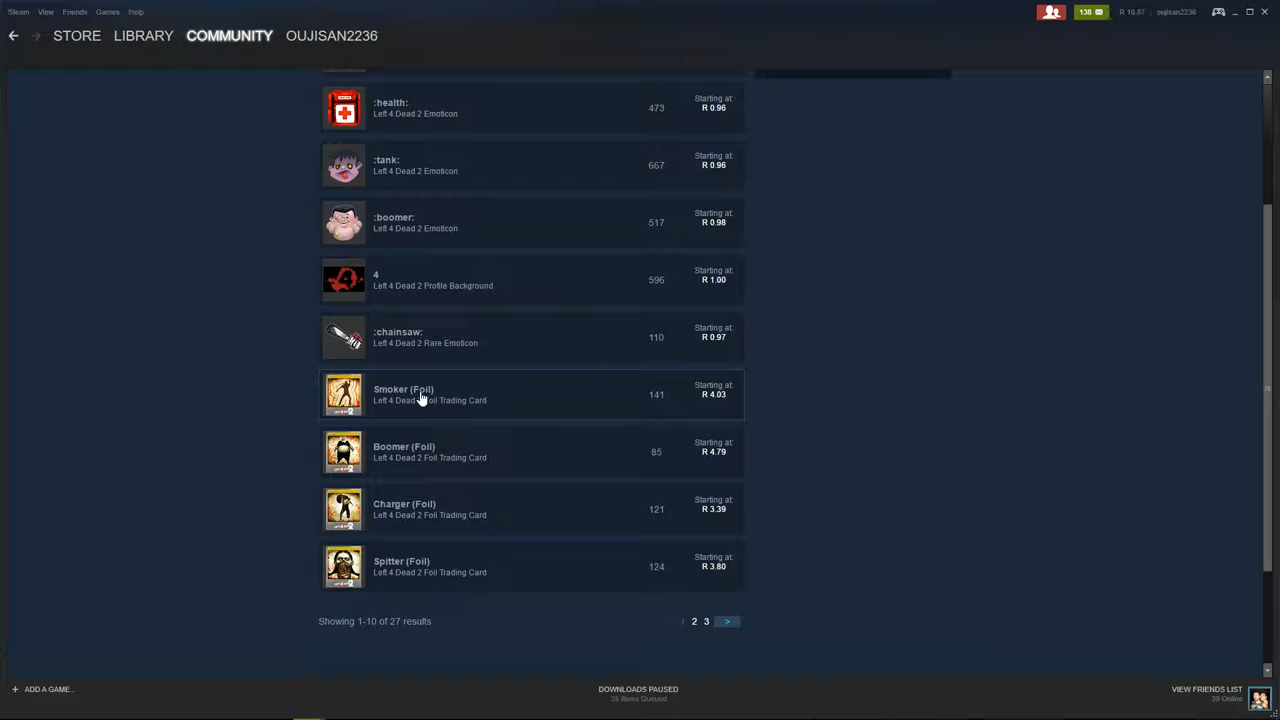 Steam View Friends Games Help
138 R 10.87 oujisan2236
STORE LIBRARY COMMUNITY OUJISAN2236
:health:
Left 4 Dead 2 Emoticon
473
Starting at:
R 0.96
:tank:
Left 4 Dead 2 Emoticon
667
Starting at:
R 0.96
:boomer:
Left 4 Dead 2 Emoticon
517
Starting at:
R 0.98
4
Left 4 Dead 2 Profile Background
596
Starting at:
R 1.00
:chainsaw:
Left 4 Dead 2 Rare Emoticon
110
Starting at:
R 0.97
Smoker (Foil)
Left 4 Dead oil Trading Card
141
Starting at:
R 4.03
Boomer (Foil)
Left 4 Dead 2 Foil Trading Card
85
Starting at:
R 4.79
Charger (Foil)
Left 4 Dead 2 Foil Trading Card
121
Starting at:
R 3.39
Spitter (Foil)
Left 4 Dead 2 Foil Trading Card
124
Starting at:
R 3.80
Showing 1-10 of 27 results
2 3 >
+ ADD A GAME...
DOWNLOADS PAUSED
35 Items Queued
VIEW FRIENDS LIST
39 Online